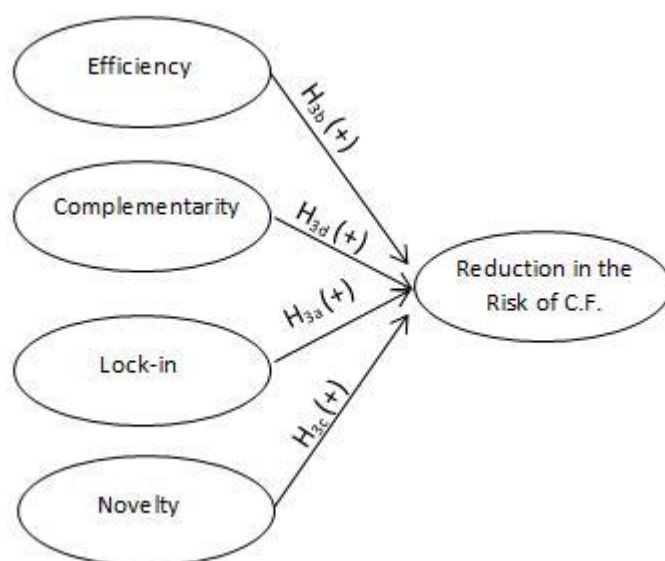 Efficiency
H3b (+)
Complementarity
H3d (+)
Reduction in the
Risk of C.F.
H3a (+)
Lock-in
H3c (+)
Novelty